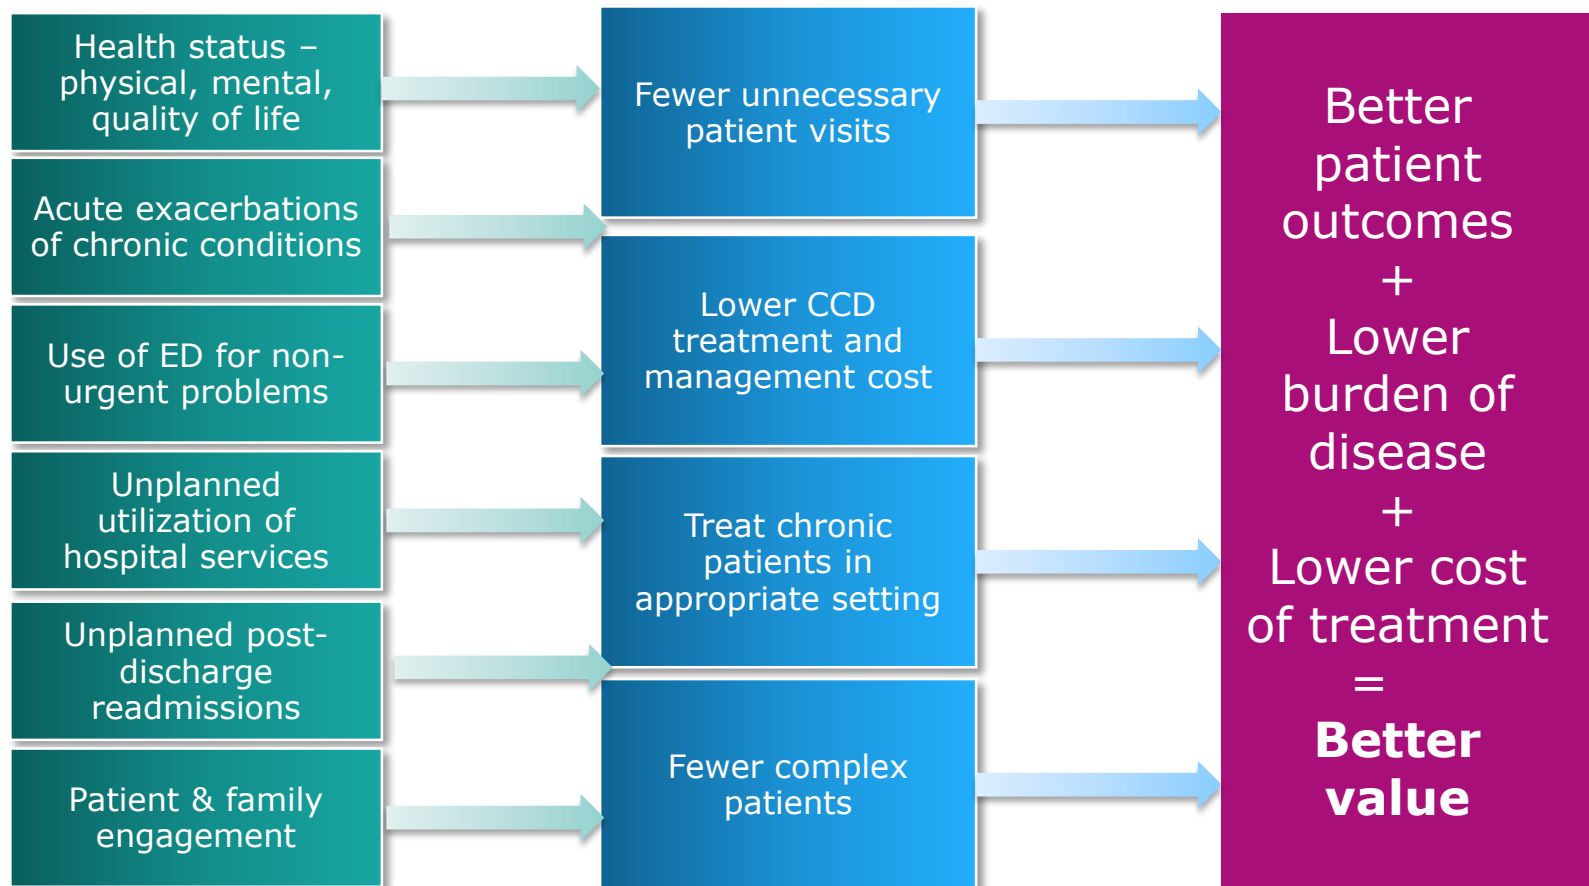 Health status –
physical, mental,
quality of life
Acute exacerbations
of chronic conditions
Use of ED for non-
urgent problems
Unplanned
utilization of
hospital services
Unplanned post-
discharge
readmissions
Patient & family
engagement
Fewer unnecessary
patient visits
Lower CCD
treatment and
management cost
Treat chronic
patients in
appropriate setting
Fewer complex
patients
Better
patient
outcomes
+
Lower
burden of
disease
+
Lower cost
of treatment
=
Better
value